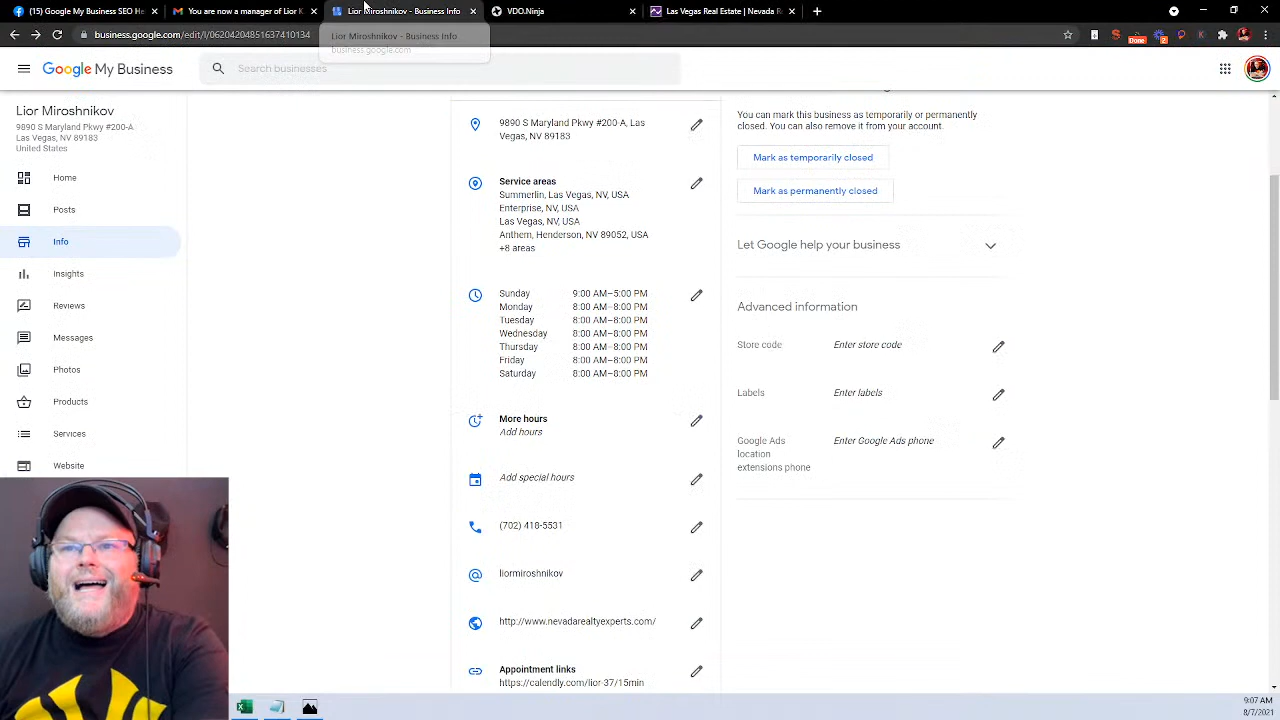 Google My Business SEO He
You are now a manager of Lior K
Lior Miroshnikov - Business Info
VDO.Ninja
Las Vegas Real Estate | Nevada R
businessgoogle.com/edit/l/06204204851637410134
Lior Miroshnikov - Business Info
business.google.com
Done
Google My Business
Search businesses
Lior Miroshnikov
9890 S Maryland Pkwy #200-A
Las Vegas, NV 89183
United States
Home
Posts
Info
Insights
Reviews
Messages
Photos
Products
Services
Website
9890 S Maryland Pkwy #200-A, Las
Vegas, NV 89183
Service areas
Summerlin, Las Vegas, NV, USA
Enterprise, NV, USA
Las Vegas, NV, USA
Anthem, Henderson, NV 89052, USA
+8 areas
Sunday 9:00 AM–5:00 PM
Monday 8:00 AM–8:00 PM
Tuesday 8:00 AM–8:00 PM
Wednesday 8:00 AM–8:00 PM
Thursday 8:00 AM–8:00 PM
Friday 8:00 AM–8:00 PM
Saturday 8:00 AM–8:00 PM
More hours
Add hours
Add special hours
(702) 418-5531
liormiroshnikov
http://www.nevadarealtyexperts.com/
Appointment links
https://calendly.com/lior-37/15min
You can mark this business as temporarily or permanently
closed. You can also remove it from your account.
Mark as temporarily closed
Mark as permanently closed
Let Google help your business
Advanced information
Store code Enter store code
Labels Enter labels
Google Ads Enter Google Ads phone
location
extensions phone
9:07 AM
8/7/2021